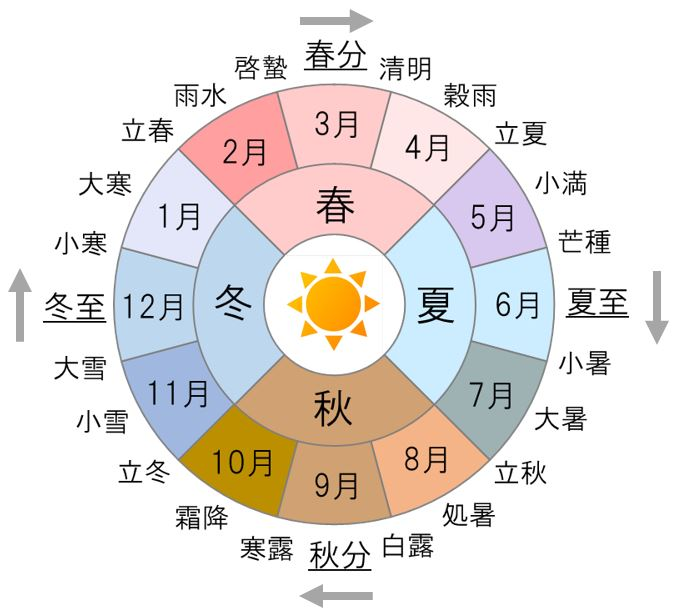 春分
啓蟄
清明
雨水
穀雨
立春
立夏
3月
2月
4月
大寒
小満
1月
春
5月
小寒
芒種
冬至
12月
冬
夏
6月
夏至
大雪
小暑
11月
秋
7月
小雪
大暑
10月
9月
8月
立冬
立秋
霜降
処暑
寒露
秋分
白露